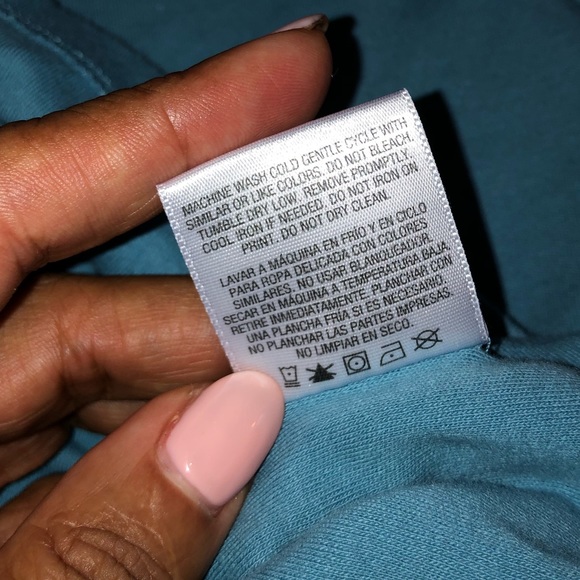 MACHINE WASH COLD GENTLE CYCLE WITH
SIMILAR OR LIKE COLORS. DO NOT BLEACH.
TUMBLE DRY LOW. REMOVE PROMPTLY.
COOL IRON IF NEEDED. DO NOT IRON ON
PRINT. DO NOT DRY CLEAN.
LAVAR A MÁQUINA EN FRÍO Y EN CICLO
PARA ROPA DELICADA CON COLORES
SIMILARES. NO USAR BLANQUEADOR.
SECAR EN MÁQUINA A TEMPERATURA BAJA.
RETIRE INMEDIATAMENTE. PLANCHAR CON
UNA PLANCHA FRÍA SI ES NECESARIO.
NO PLANCHAR LAS PARTES IMPRESAS.
NO LIMPIAR EN SECO.